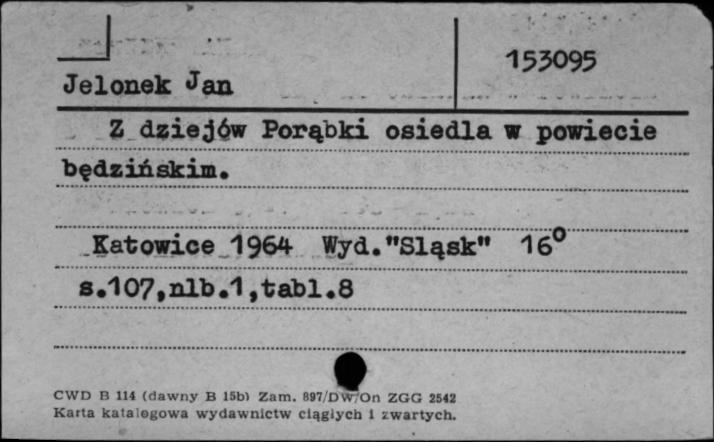 153095
Jelonek Jan
Z dziejów Porąbki osiedla w powiecie
będzińskim.
Katowice 1964 Wyd."Sląsk" 16⁰
s.107,nlb.1,tabl.8
CWD B 114 (dawny B 15b) Zam. 897/DW/On ZGG 2542
Karta katalogowa wydawnictw ciągłych i zwartych.